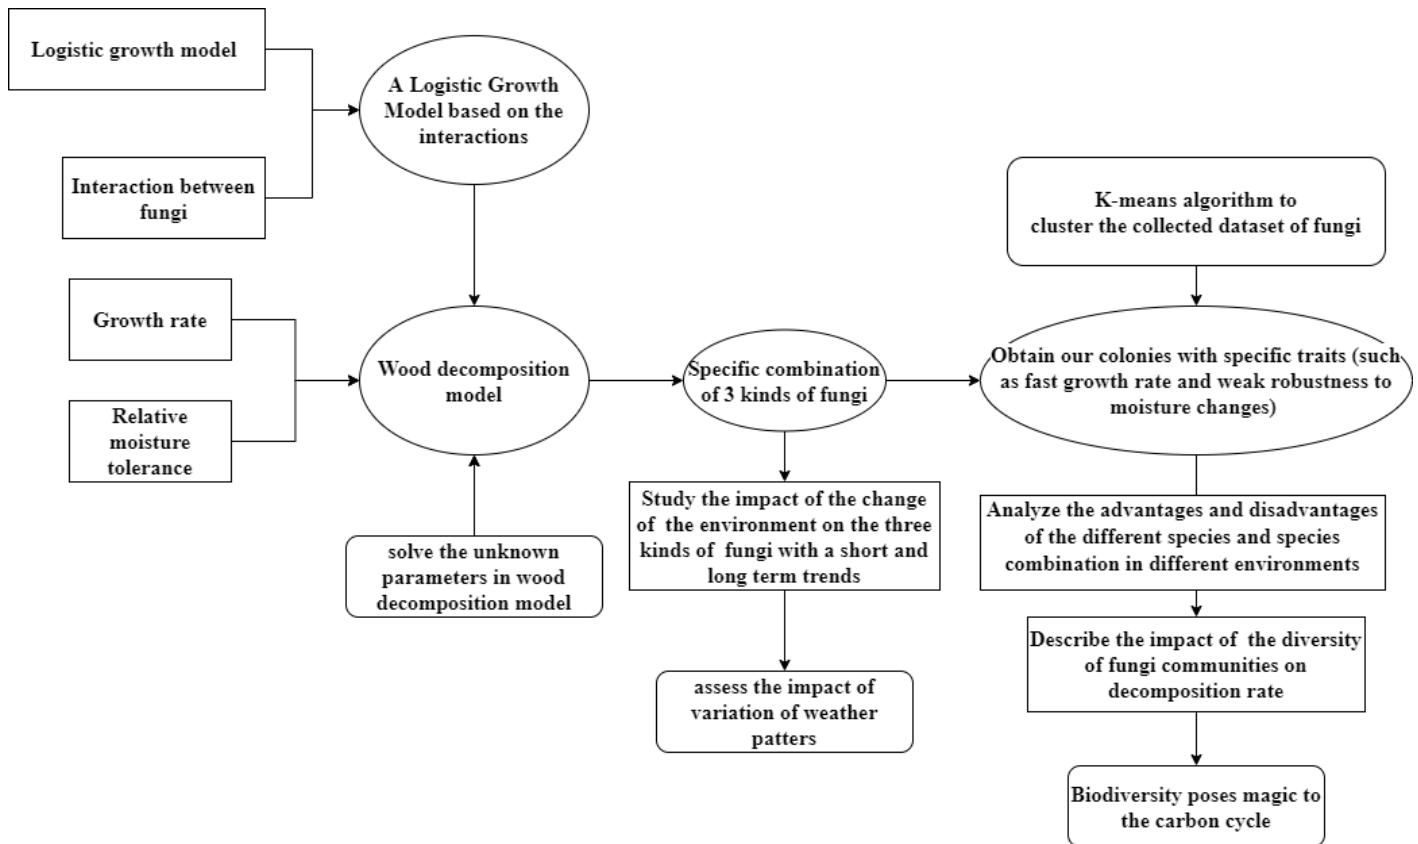 Logistic growth model
A Logistic Growth
Model based on the
interactions
Interaction between
fungi
Growth rate
Relative
moisture
tolerance
Wood decomposition
model
solve the unknown
parameters in wood
decomposition model
Specific combination
of 3 kinds of fungi
Study the impact of the change
of the environment on the three
kinds of fungi with a short and
long term trends
assess the impact of
variation of weather
patters
K-means algorithm to
cluster the collected dataset of fungi
Obtain our colonies with specific traits (such
as fast growth rate and weak robustness to
moisture changes)
Analyze the advantages and disadvantages
of the different species and species
combination in different environments
Describe the impact of the diversity
of fungi communities on
decomposition rate
Biodiversity poses magic to
the carbon cycle